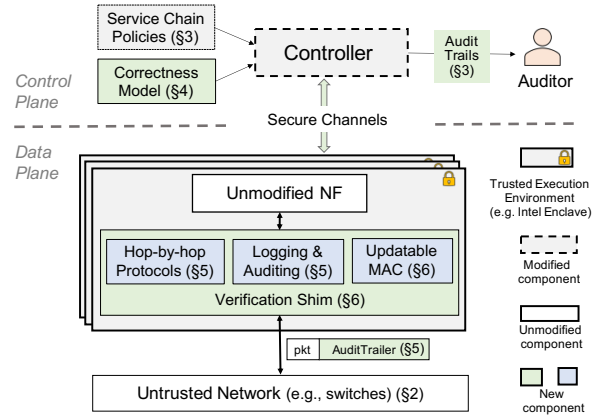 Service Chain
Policies (§3)
Correctness
Model (§4)
Controller
Audit
Trails
(§3)
Auditor
Control
Plane
Secure Channels
Data
Plane
Unmodified NF
Hop-by-hop
Protocols (§5)
Logging &
Auditing (§5)
Updatable
MAC (§6)
Verification Shim (§6)
pkt
AuditTrailer (§5)
Untrusted Network (e.g., switches) (§2)
Trusted Execution
Environment
(e.g. Intel Enclave)
Modified
component
Unmodified
component
New
component